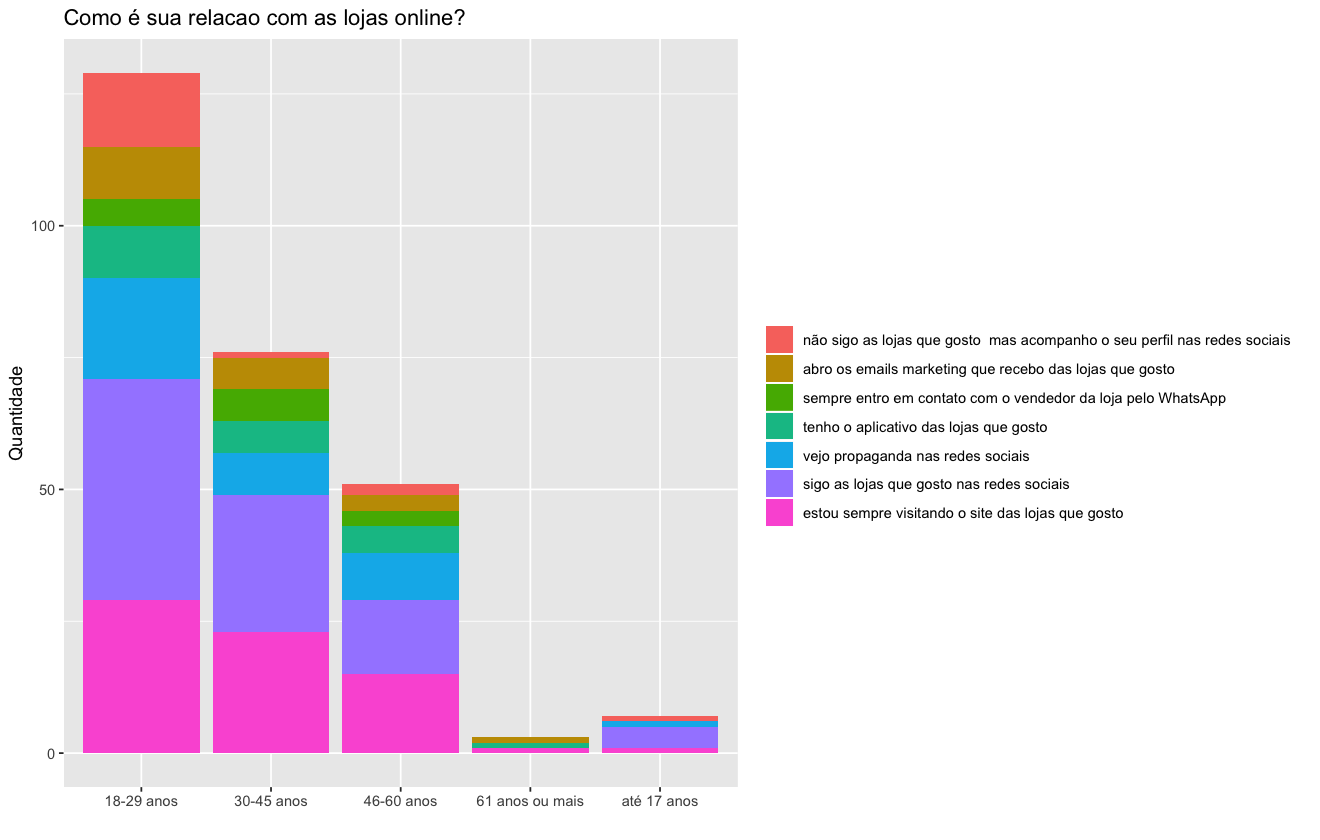 Como é sua relacao com as lojas online?
Quantidade
100
50
0
18-29 anos
30-45 anos
46-60 anos
61 anos ou mais
até 17 anos
não sigo as lojas que gosto  mas acompanho o seu perfil nas redes sociais
abro os emails marketing que recebo das lojas que gosto
sempre entro em contato com o vendedor da loja pelo WhatsApp
tenho o aplicativo das lojas que gosto
vejo propaganda nas redes sociais
sigo as lojas que gosto nas redes sociais
estou sempre visitando o site das lojas que gosto